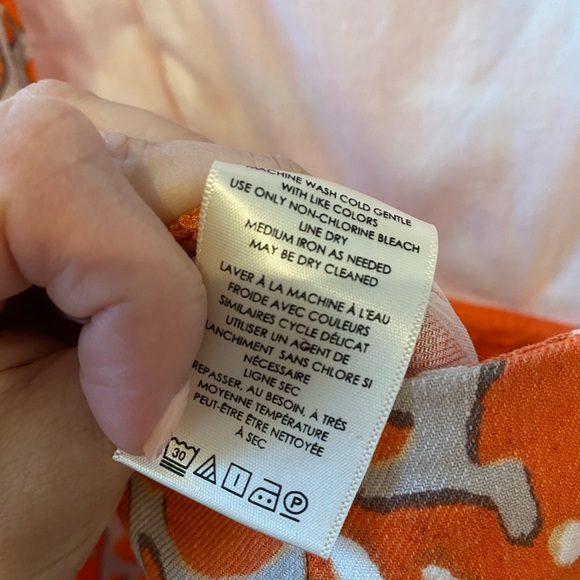 MACHINE WASH COLD GENTLE
WITH LIKE COLORS
USE ONLY NON-CHLORINE BLEACH
LINE DRY
MEDIUM IRON AS NEEDED
MAY BE DRY CLEANED
LAVER À LA MACHINE À L'EAU
FROIDE AVEC COULEURS
SIMILAIRES CYCLE DÉLICAT
UTILISER UN AGENT DE
BLANCHIMENT SANS CHLORE SI
NÉCESSAIRE
LIGNE SEC
REPASSER, AU BESOIN, À TRÉS
MOYENNE TEMPÉRATURE
PEUT-ÊTRE ÊTRE NETTOYÉE
À SEC
30 P